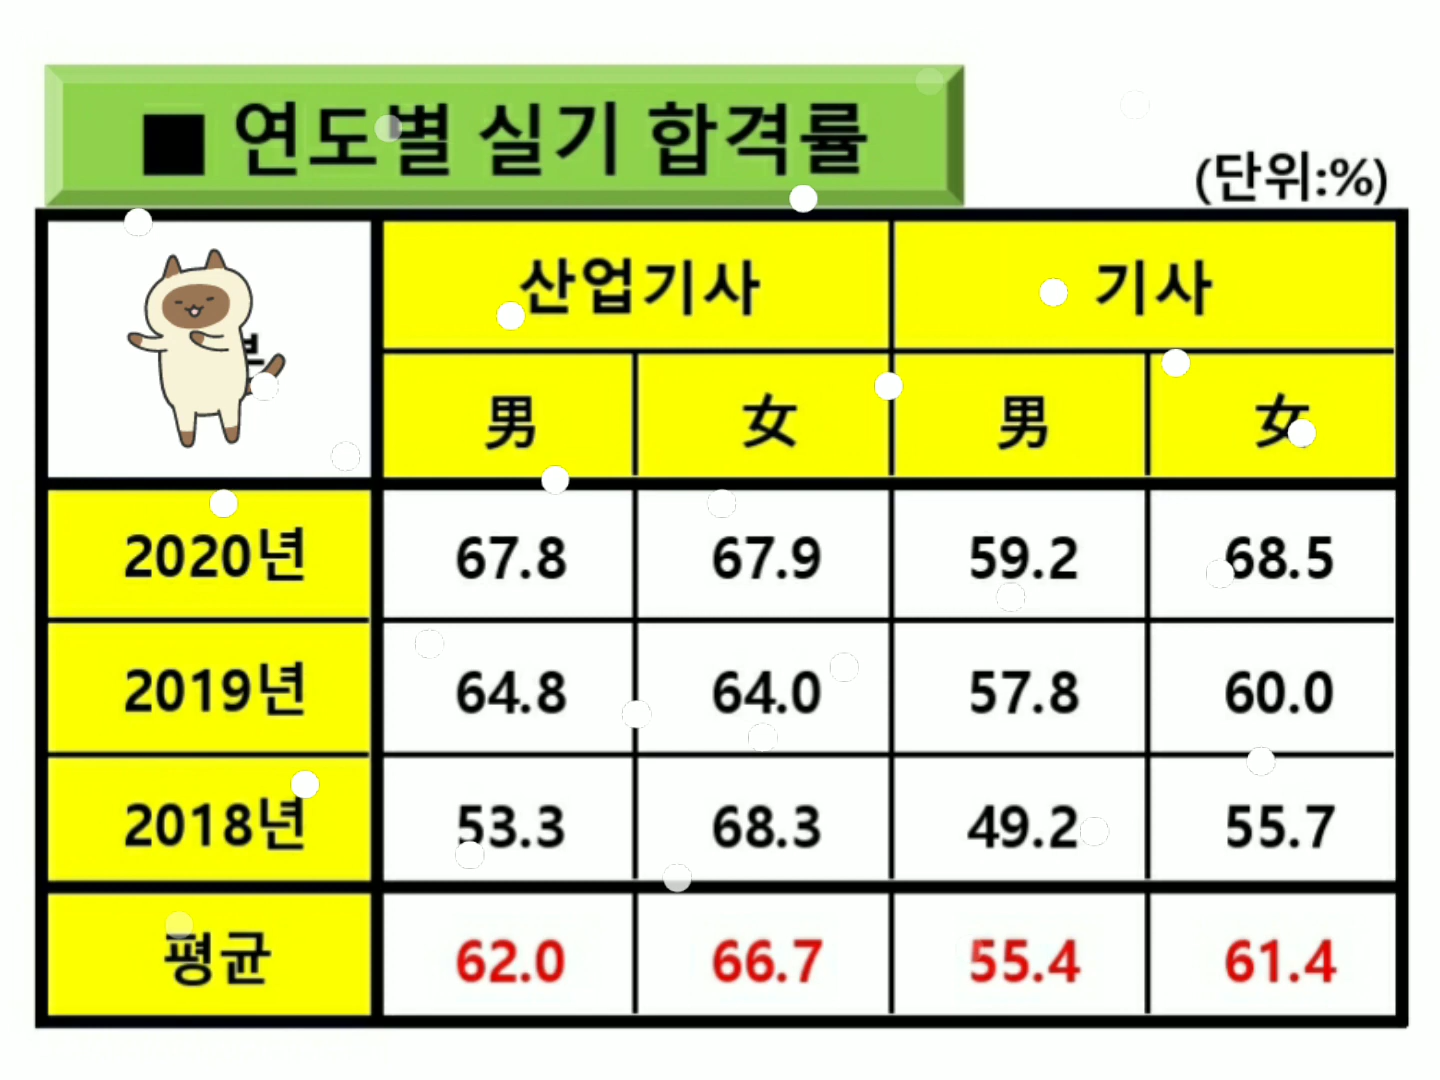 ■ 연도별 실기 합격률
(단위:%)
산업기사 기사
男 女 男 女
2020년 67.8 67.9 59.2 68.5
2019년 64.8 64.0 57.8 60.0
2018년 53.3 68.3 49.2 55.7
평균 62.0 66.7 55.4 61.4